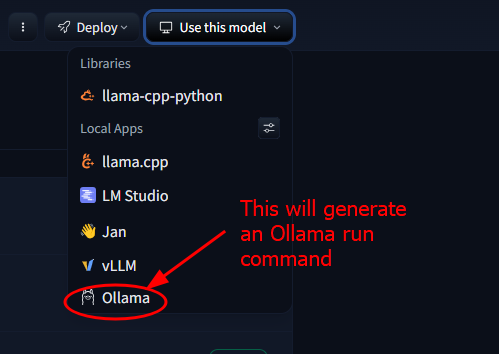 Deploy
Use this model
Libraries
llama-cpp-python
Local Apps
llama.cpp
LM Studio
Jan
vLLM
Ollama
This will generate
an Ollama run
command